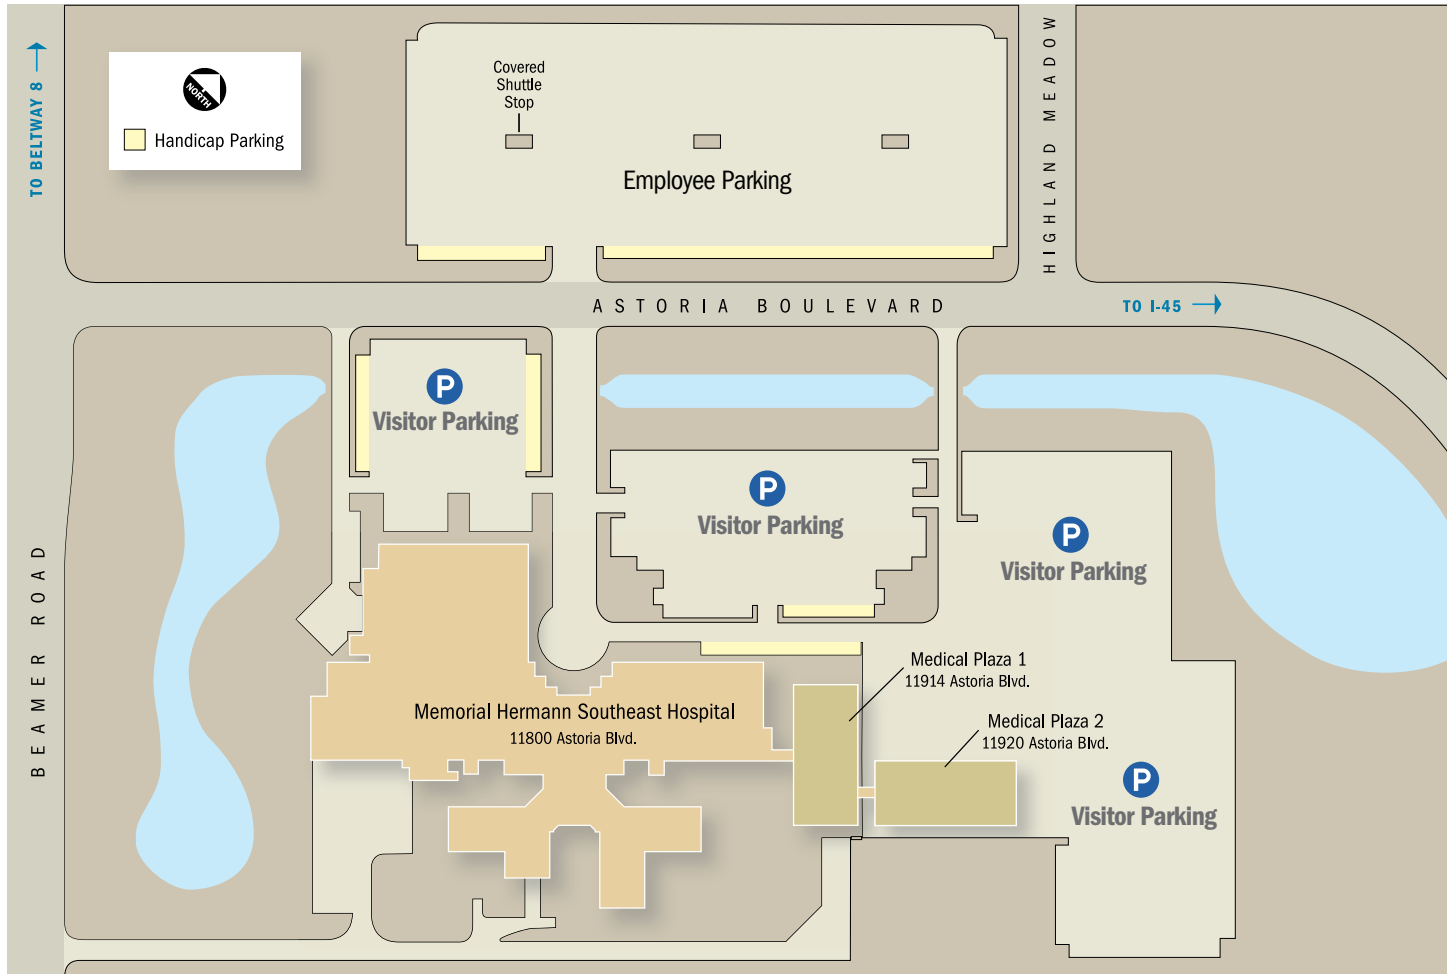 TO BELTWAY 8
NORTH
Handicap Parking
Covered
Shuttle
Stop
Employee Parking
HIGHLAND MEADOW
ASTORIA BOULEVARD
TO I-45
P
Visitor Parking
P
Visitor Parking
P
Visitor Parking
BEAMER ROAD
Medical Plaza 1
11914 Astoria Blvd.
Memorial Hermann Southeast Hospital
11800 Astoria Blvd.
Medical Plaza 2
11920 Astoria Blvd.
P
Visitor Parking